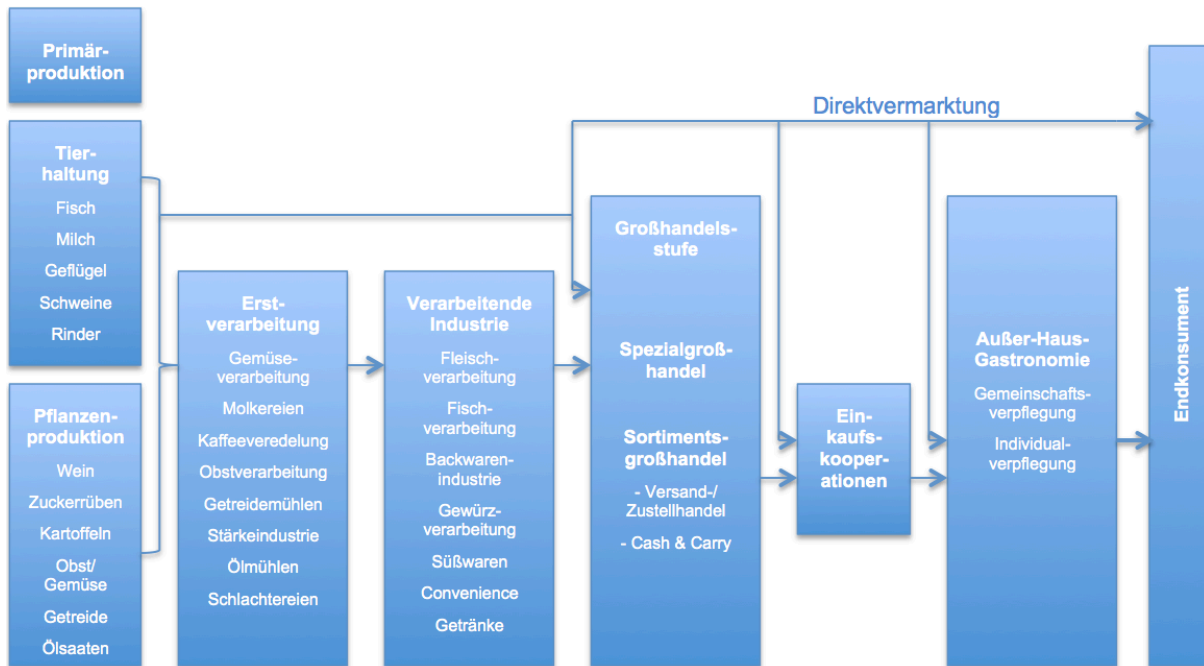 Primär-
produktion
Tier-
haltung
Fisch
Milch
Geflügel
Schweine
Rinder
Pflanzen-
produktion
Wein
Zuckerrüben
Kartoffeln
Obst/
Gemüse
Getreide
Ölsaaten
Erst-
verarbeitung
Gemüse-
verarbeitung
Molkereien
Kaffeeveredelung
Obstverarbeitung
Getreidemühlen
Stärkeindustrie
Ölmühlen
Schlachtereien
Verarbeitende
Industrie
Fleisch-
verarbeitung
Fisch-
verarbeitung
Backwaren-
industrie
Gewürz-
verarbeitung
Süßwaren
Convenience
Getränke
Großhandels-
stufe
Spezialgroß-
handel
Sortiments-
großhandel
- Versand-/
Zustellhandel
- Cash & Carry
Direktvermarktung
Ein-
kaufs-
kooper-
ationen
Außer-Haus-
Gastronomie
Gemeinschafts-
verpflegung
Individual-
verpflegung
Endkonsument